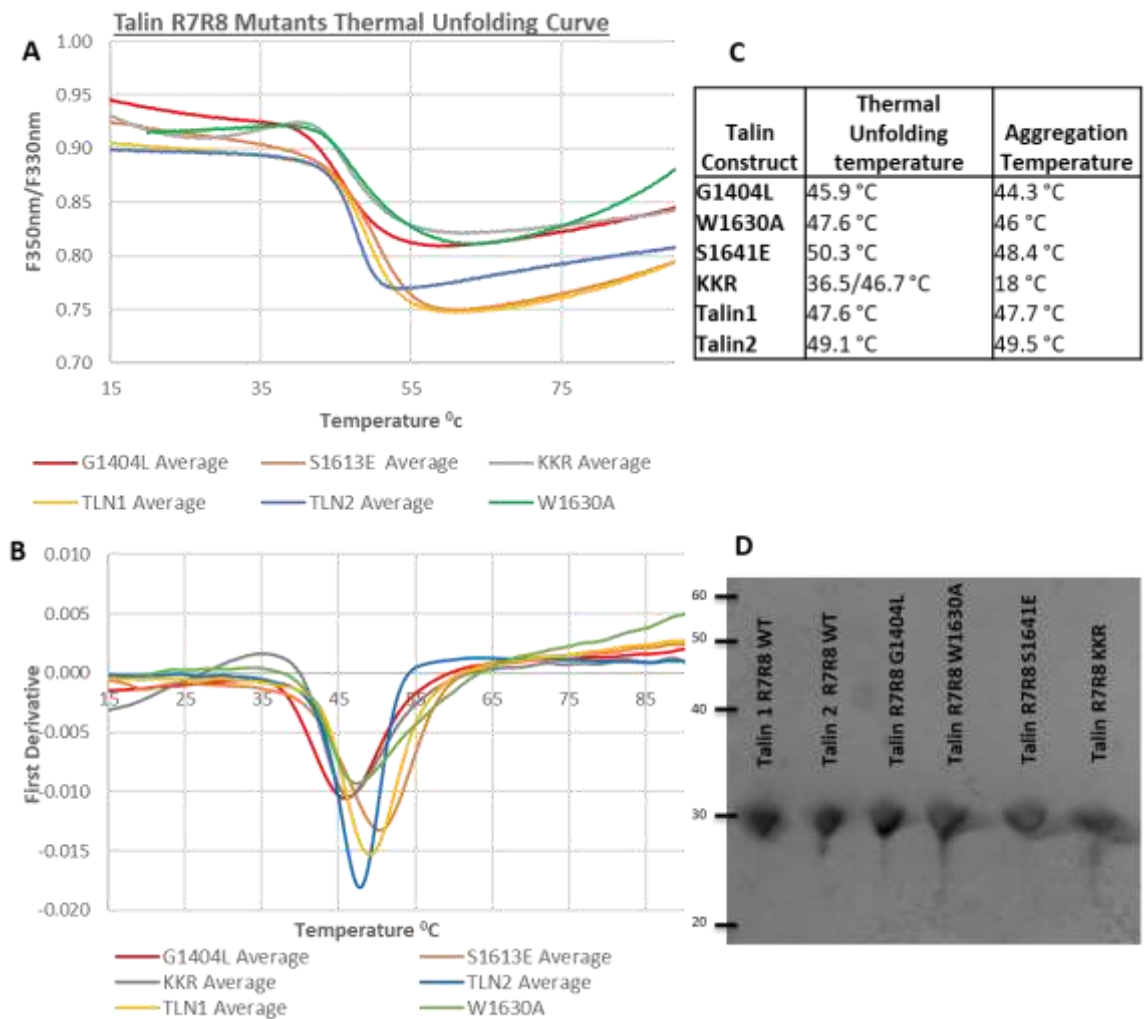 Talin R7R8 Mutants Thermal Unfolding Curve
A
1.00
0.95
0.90
0.85
0.80
0.75
0.70
F350nm/F330nm
15 35 55 75
Temperature ⁰c
G1404L Average S1613E Average KKR Average
TLN1 Average TLN2 Average W1630A
C
Talin Construct Thermal Unfolding temperature Aggregation Temperature
G1404L 45.9 °C 44.3 °C
W1630A 47.6 °C 46 °C
S1641E 50.3 °C 48.4 °C
KKR 36.5/46.7 °C 18 °C
Talin1 47.6 °C 47.7 °C
Talin2 49.1 °C 49.5 °C
B
0.010
0.005
0.000
-0.005
-0.010
-0.015
-0.020
First Derivative
15 25 35 45 55 65 75 85
Temperature ⁰C
G1404L Average S1613E Average
KKR Average TLN2 Average
TLN1 Average W1630A
D
60
50
40
30
20
Talin 1 R7R8 WT
Talin 2 R7R8 WT
Talin R7R8 G1404L
Talin R7R8 W1630A
Talin R7R8 S1641E
Talin R7R8 KKR